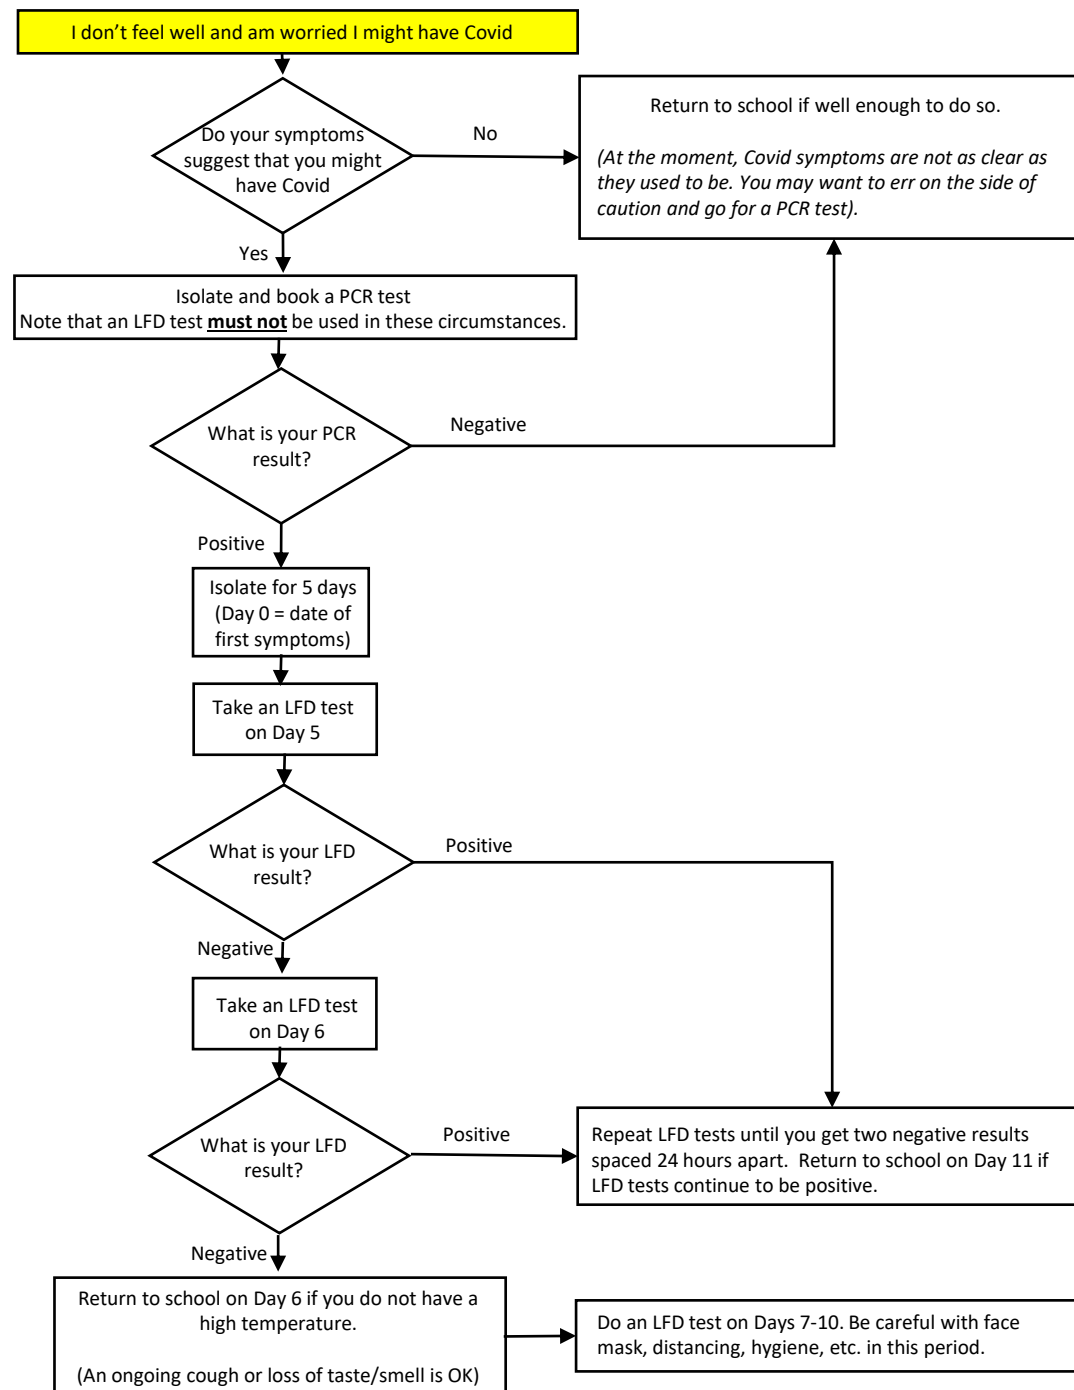 I don't feel well and am worried I might have Covid
Do your symptoms
suggest that you might
have Covid
No
Return to school if well enough to do so.
(At the moment, Covid symptoms are not as clear as
they used to be. You may want to err on the side of
caution and go for a PCR test).
Yes
Isolate and book a PCR test
Note that an LFD test must not be used in these circumstances.
What is your PCR
result?
Negative
Positive
Isolate for 5 days
(Day 0 = date of
first symptoms)
Take an LFD test
on Day 5
What is your LFD
result?
Positive
Negative
Take an LFD test
on Day 6
What is your LFD
result?
Positive
Repeat LFD tests until you get two negative results
spaced 24 hours apart.  Return to school on Day 11 if
LFD tests continue to be positive.
Negative
Return to school on Day 6 if you do not have a
high temperature.
(An ongoing cough or loss of taste/smell is OK)
Do an LFD test on Days 7-10. Be careful with face
mask, distancing, hygiene, etc. in this period.